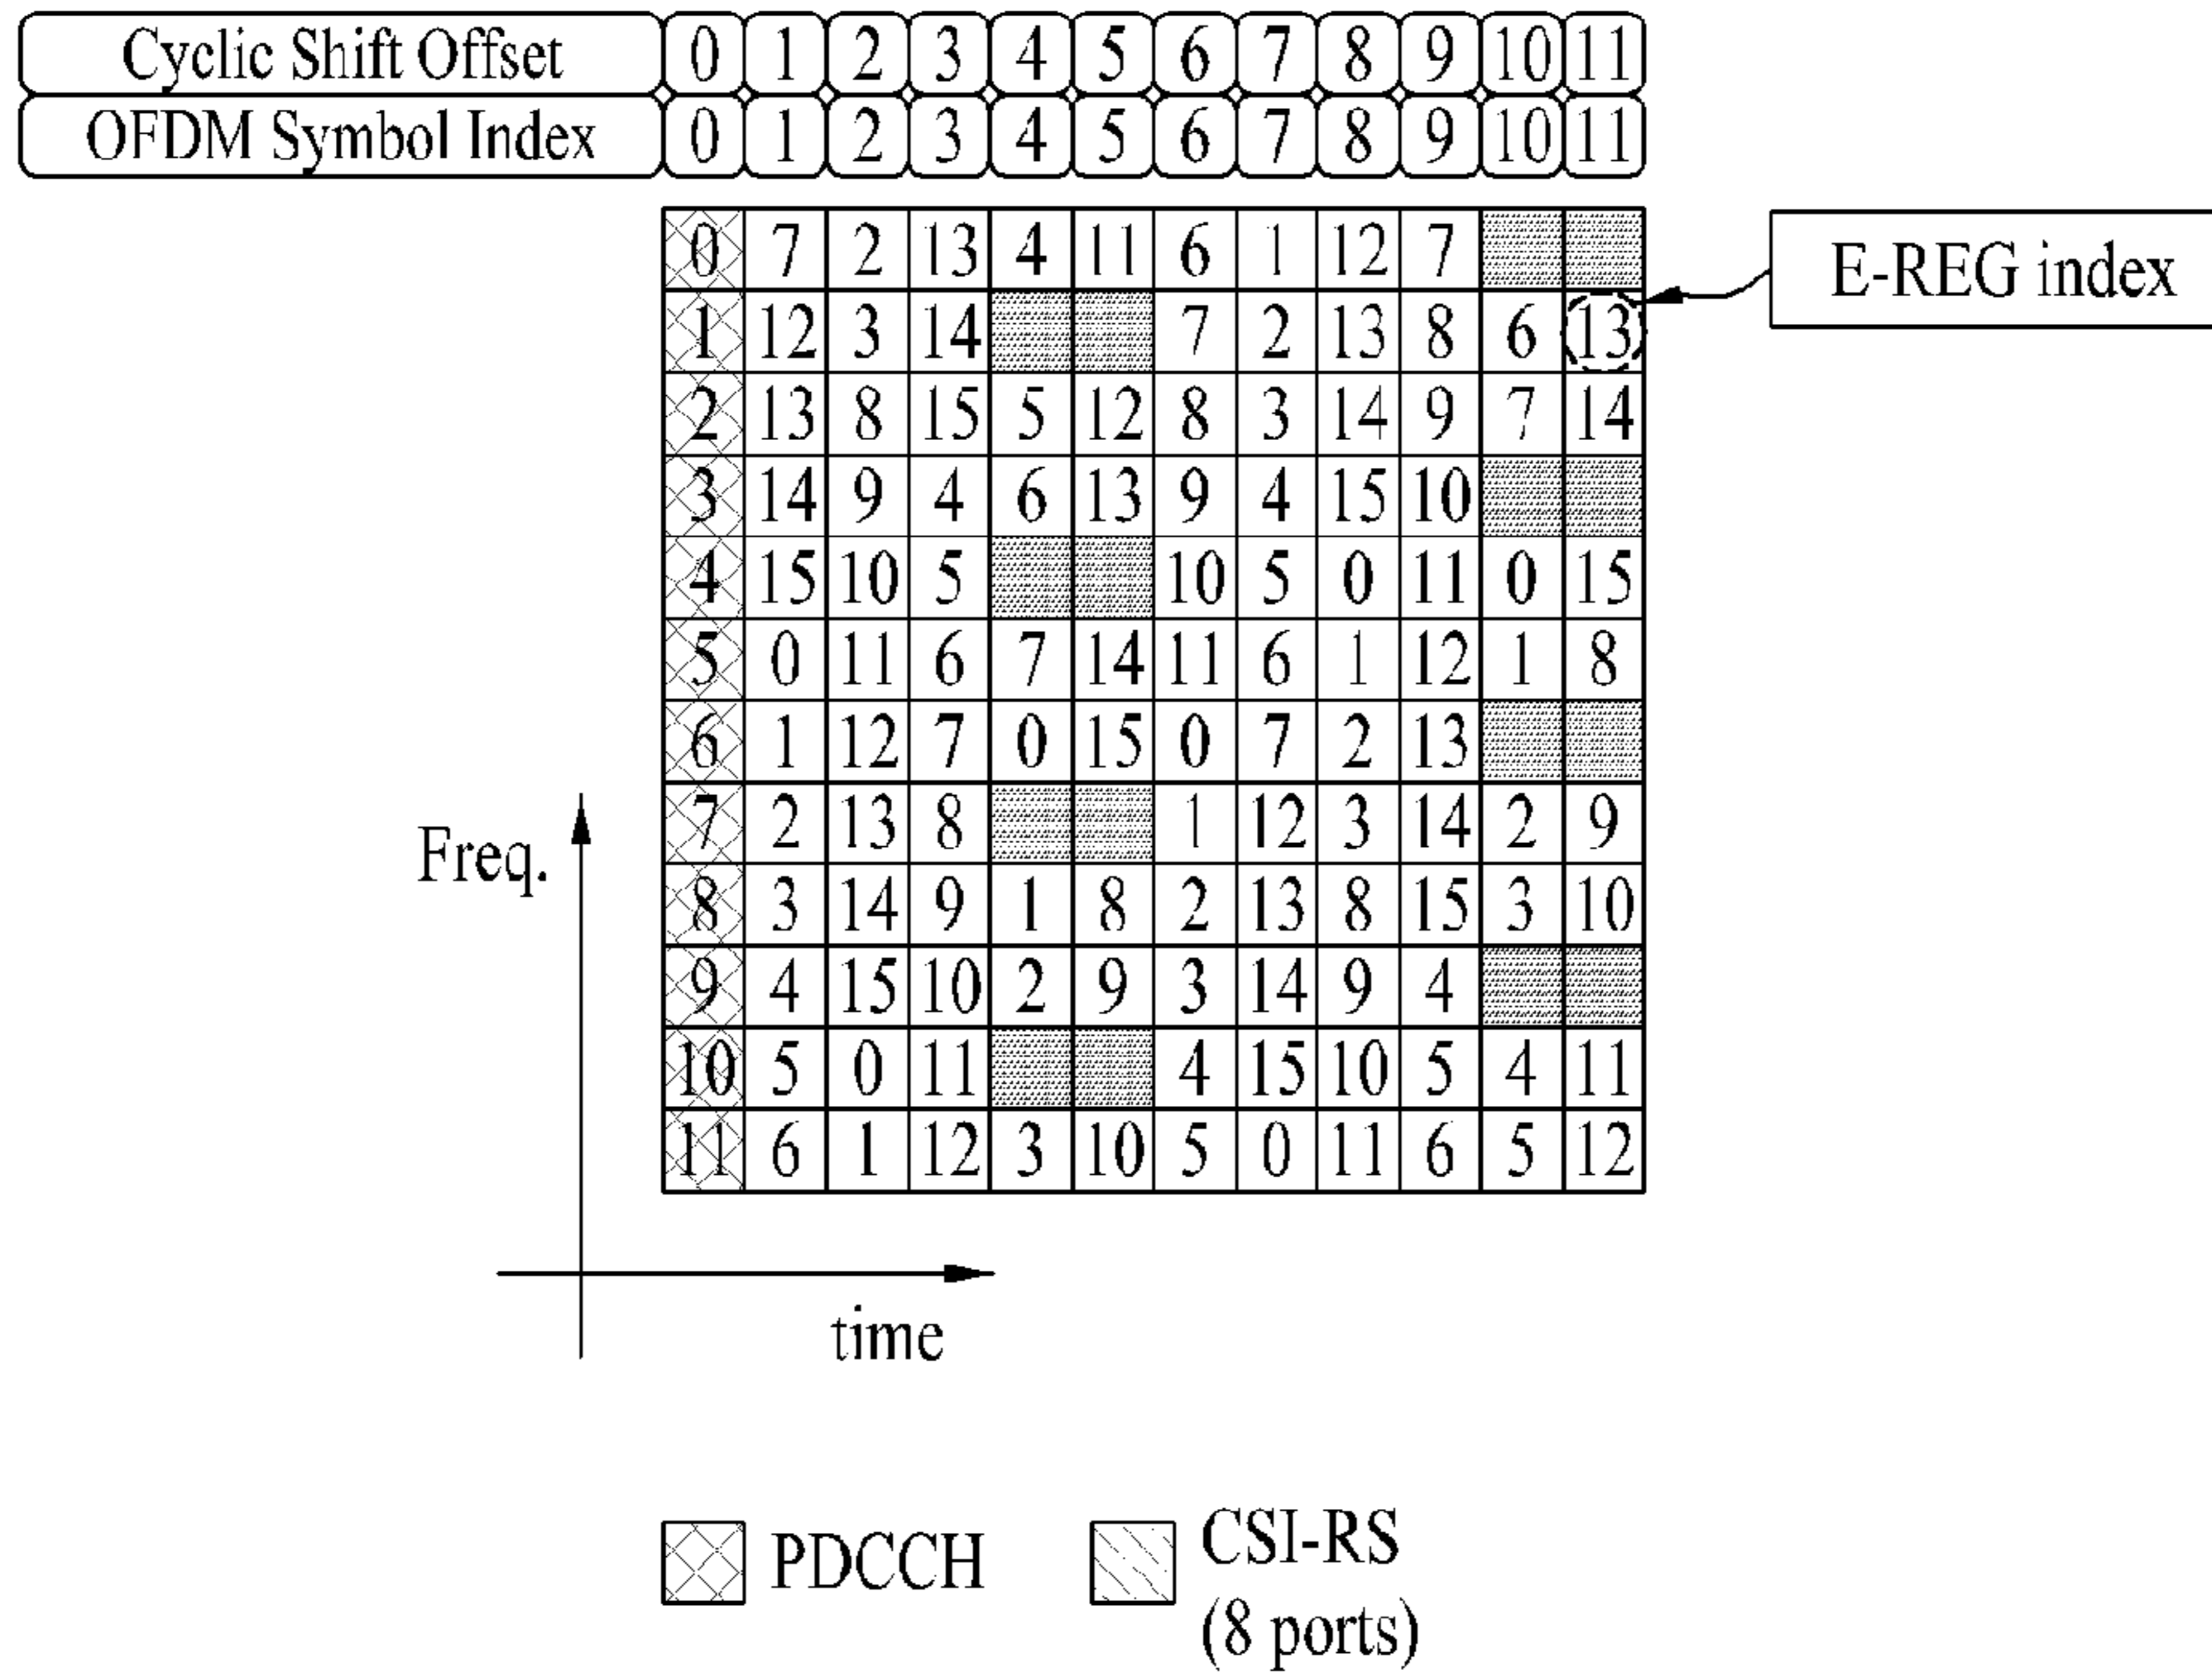 Cyclic Shift Offset 0 1 2 3 4 5 6 7 8 9 10 11
OFDM Symbol Index 0 1 2 3 4 5 6 7 8 9 10 11
0 7 2 13 4 11 6 1 12 7
E-REG index
1 12 3 14 7 2 13 8 6 13
2 13 8 15 5 12 8 3 14 9 7 14
3 14 9 4 6 13 9 4 15 10
4 15 10 5 10 5 0 11 0 15
5 0 11 6 7 14 11 6 1 12 1 8
6 1 12 7 0 15 0 7 2 13
7 2 13 8 1 12 3 14 2 9
Freq.
8 3 14 9 1 8 2 13 8 15 3 10
9 4 15 10 2 9 3 14 9 4
10 5 0 11 4 15 10 5 4 11
11 6 1 12 3 10 5 0 11 6 5 12
time
PDCCH
CSI-RS
(8 ports)